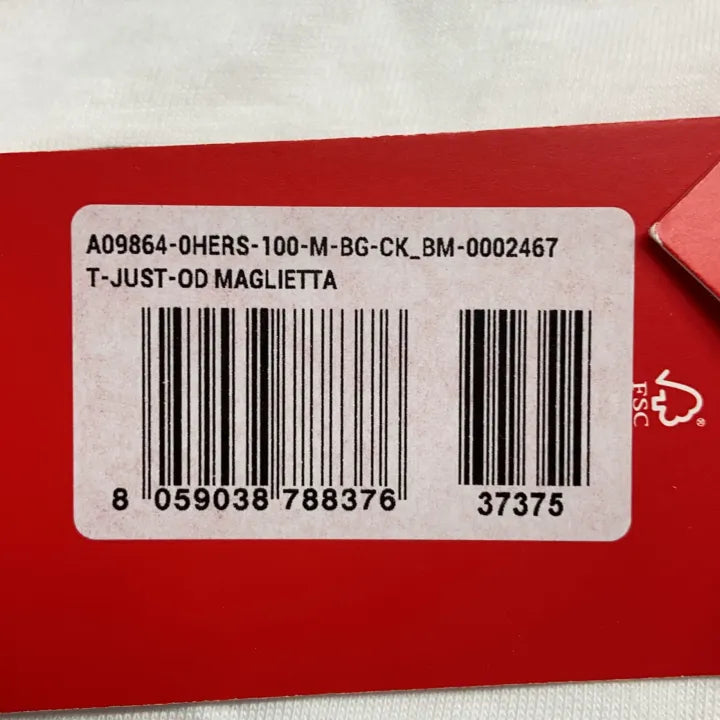 A09864-0HERS-100-M-BG-CK_BM-0002467
T-JUST-OD MAGLIETTA
8 059038 788376
37375
FSC ®